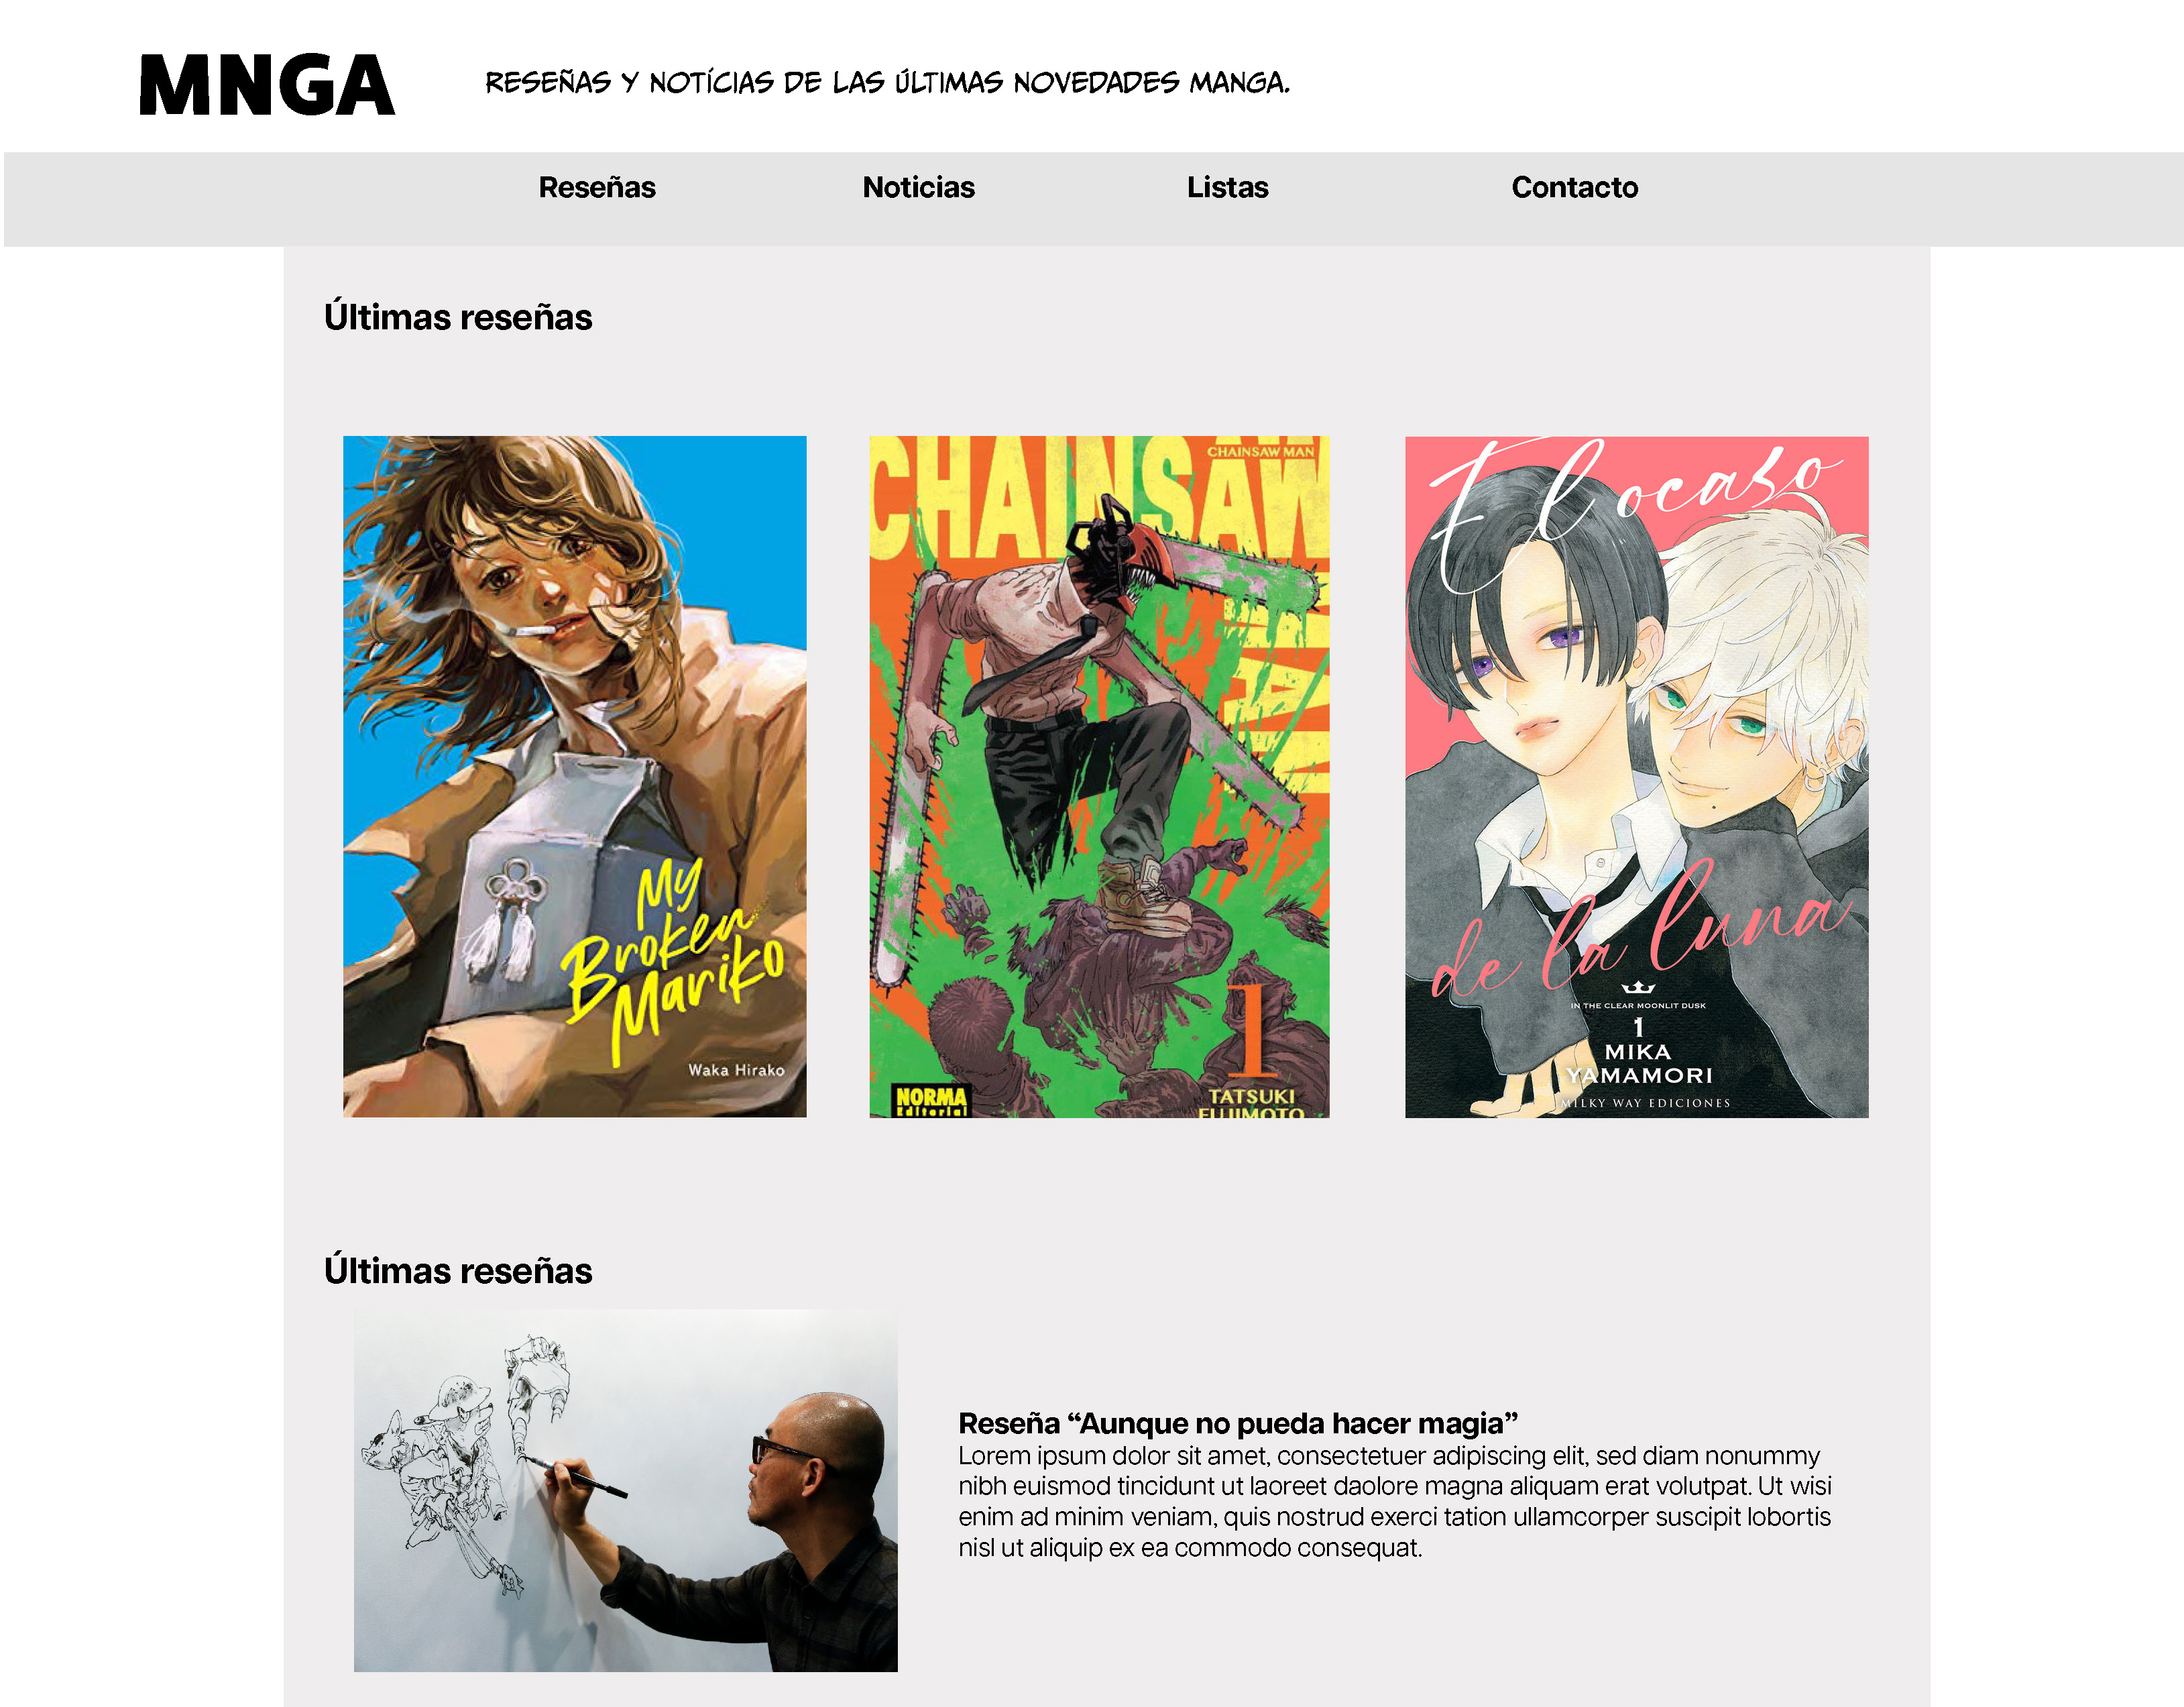 MNGA
RESEÑAS Y NOTÍCIAS DE LAS ÚLTIMAS NOVEDADES MANGA.
Reseñas
Noticias
Listas
Contacto
Últimas reseñas
My
Broken
Mariko
Waka Hirako
CHAINSAW
CHAINSAW MAN
MAN
1
NORMA
Editorial
TATSUKI
FUJIMOTO
El ocaso
de la luna
IN THE CLEAR MOONLIT DUSK
1
MIKA
YAMAMORI
MILKY WAY EDICIONES
Últimas reseñas
Reseña “Aunque no pueda hacer magia”
Lorem ipsum dolor sit amet, consectetuer adipiscing elit, sed diam nonummy
nibh euismod tincidunt ut laoreet daolore magna aliquam erat volutpat. Ut wisi
enim ad minim veniam, quis nostrud exerci tation ullamcorper suscipit lobortis
nisl ut aliquip ex ea commodo consequat.